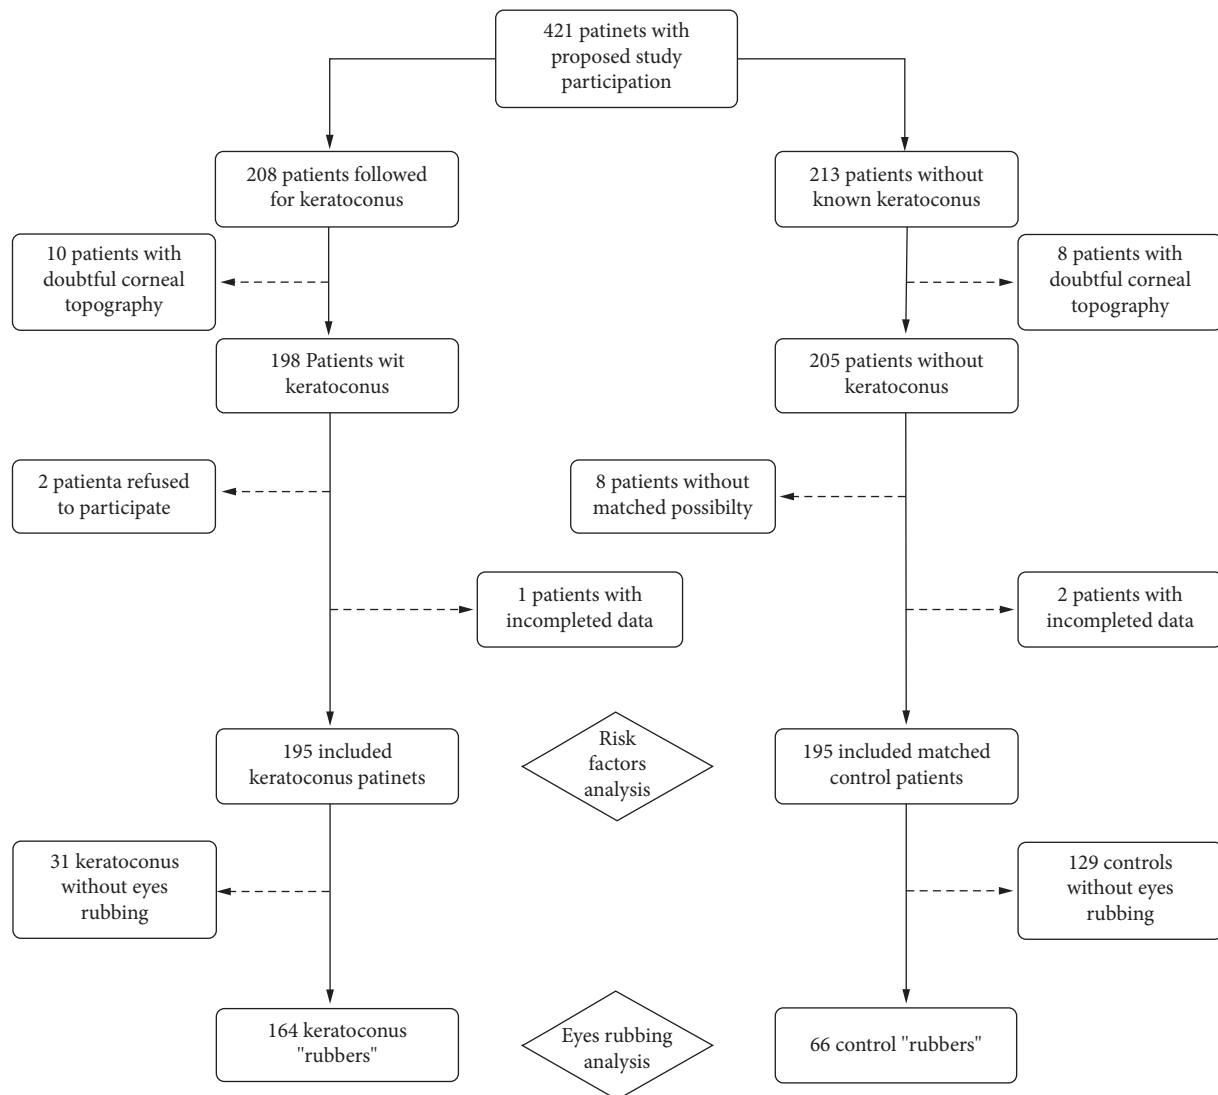 421 patinets with
proposed study
participation
208 patients followed
for keratoconus
213 patients without
known keratoconus
10 patients with
doubtful corneal
topography
8 patients with
doubtful corneal
topography
198 Patients wit
keratoconus
205 patients without
keratoconus
2 patienta refused
to participate
8 patients without
matched possibilty
1 patients with
incompleted data
2 patients with
incompleted data
195 included
keratoconus patinets
Risk
factors
analysis
195 included matched
control patients
31 keratoconus
without eyes
rubbing
129 controls
without eyes
rubbing
164 keratoconus
"rubbers"
Eyes rubbing
analysis
66 control "rubbers"